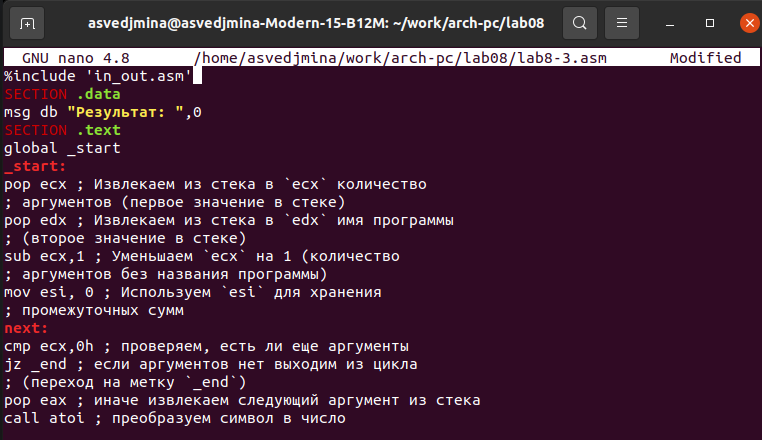 asvedjmina@asvedjmina-Modern-15-B12M: ~/work/arch-pc/lab08
GNU nano 4.8 /home/asvedjmina/work/arch-pc/lab08/lab8-3.asm Modified
%include 'in_out.asm'
SECTION .data
msg db "Результат: ",0
SECTION .text
global _start
_start:
pop ecx ; Извлекаем из стека в `ecx` количество
; аргументов (первое значение в стеке)
pop edx ; Извлекаем из стека в `edx` имя программы
; (второе значение в стеке)
sub ecx,1 ; Уменьшаем `ecx` на 1 (количество
; аргументов без названия программы)
mov esi, 0 ; Используем `esi` для хранения
; промежуточных сумм
next:
cmp ecx,0h ; проверяем, есть ли еще аргументы
jz _end ; если аргументов нет выходим из цикла
; (переход на метку `_end`)
pop eax ; иначе извлекаем следующий аргумент из стека
call atoi ; преобразуем символ в число